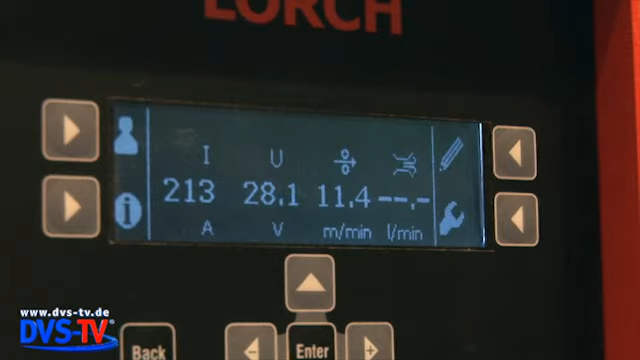 LORCH
I U
213 28.1 11.4 --.-
A V m/min l/min
i
www.dvs-tv.de
DVS-TV®
Back - Enter +